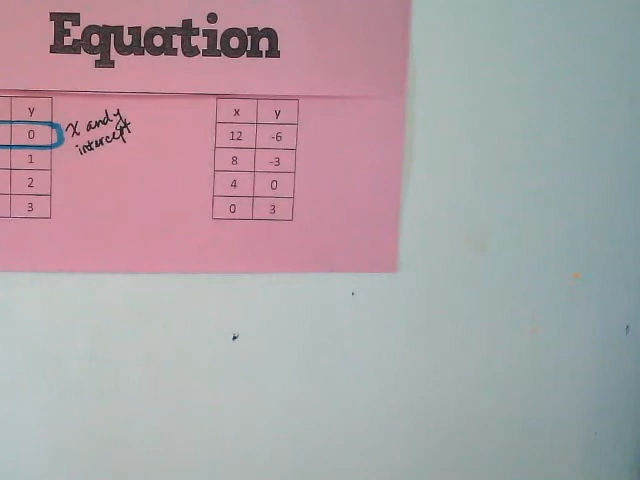 Equation
y
0
1
2
3
x and y
intercept
x y
12 -6
8 -3
4 0
0 3